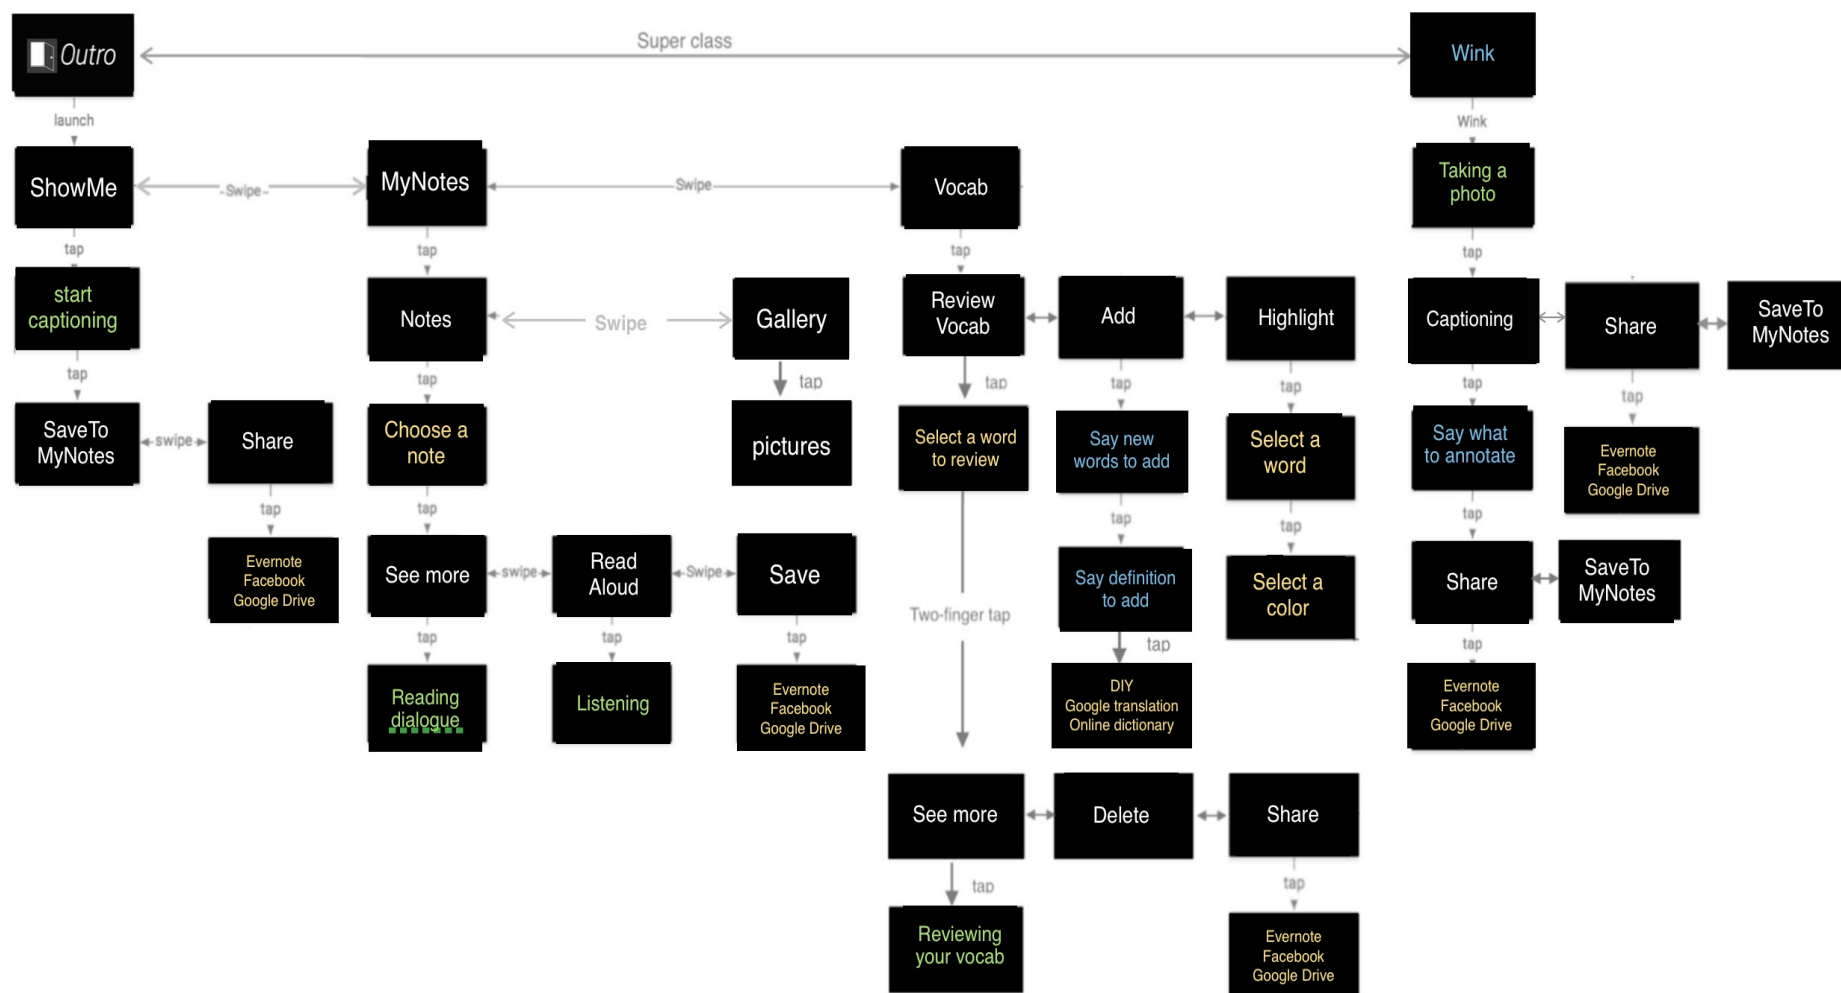 Outro
Super class
Wink
launch
Wink
ShowMe
Swipe
MyNotes
Swipe
Vocab
Taking a
photo
tap
tap
tap
tap
start
captioning
Notes
Swipe
Gallery
Review
Vocab
Add
Highlight
Captioning
Share
SaveTo
MyNotes
tap
tap
tap
tap
tap
tap
tap
tap
SaveTo
MyNotes
swipe
Share
Choose a
note
pictures
Select a word
to review
Say new
words to add
Select a
word
Say what
to annotate
Evernote
Facebook
Google Drive
tap
tap
tap
tap
tap
Evernote
Facebook
Google Drive
See more
swipe
Read
Aloud
Swipe
Save
Two-finger tap
Say definition
to add
Select a
color
Share
SaveTo
MyNotes
tap
tap
tap
tap
tap
Reading
dialogue
Listening
Evernote
Facebook
Google Drive
DIY
Google translation
Online dictionary
Evernote
Facebook
Google Drive
See more
Delete
Share
tap
tap
Reviewing
your vocab
Evernote
Facebook
Google Drive